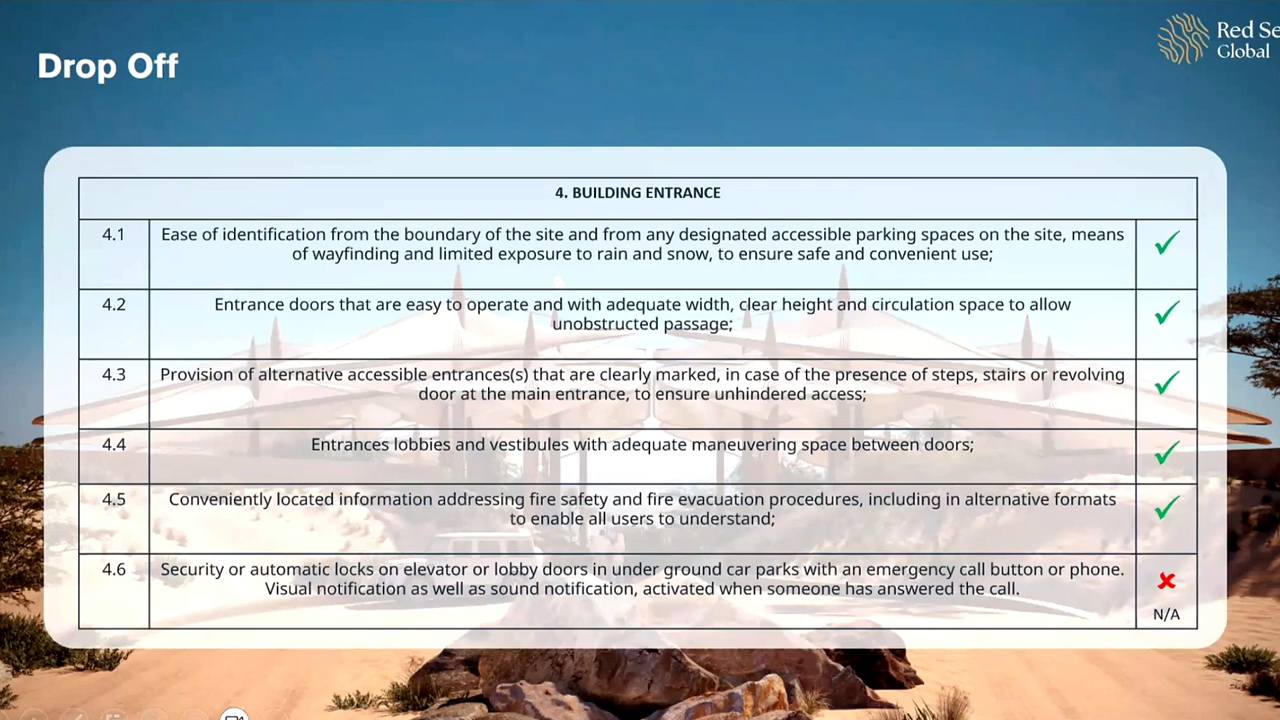 Drop Off
Red Se
Global
4. BUILDING ENTRANCE
4.1
Ease of identification from the boundary of the site and from any designated accessible parking spaces on the site, means
of wayfinding and limited exposure to rain and snow, to ensure safe and convenient use;
4.2
Entrance doors that are easy to operate and with adequate width, clear height and circulation space to allow
unobstructed passage;
4.3
Provision of alternative accessible entrances(s) that are clearly marked, in case of the presence of steps, stairs or revolving
door at the main entrance, to ensure unhindered access;
4.4
Entrances lobbies and vestibules with adequate maneuvering space between doors;
4.5
Conveniently located information addressing fire safety and fire evacuation procedures, including in alternative formats
to enable all users to understand;
4.6
Security or automatic locks on elevator or lobby doors in under ground car parks with an emergency call button or phone.
Visual notification as well as sound notification, activated when someone has answered the call.
N/A